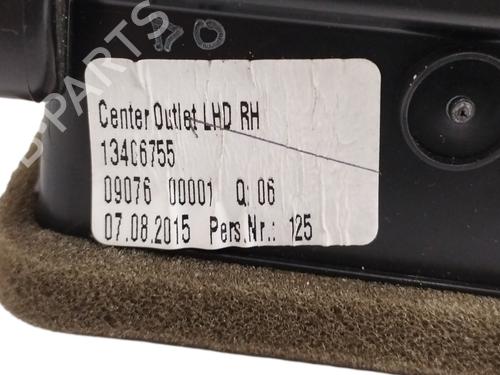 Center Outlet LHD RH
13406755
09076 00001 Q: 06
07.08.2015 Pers.Nr.: 125